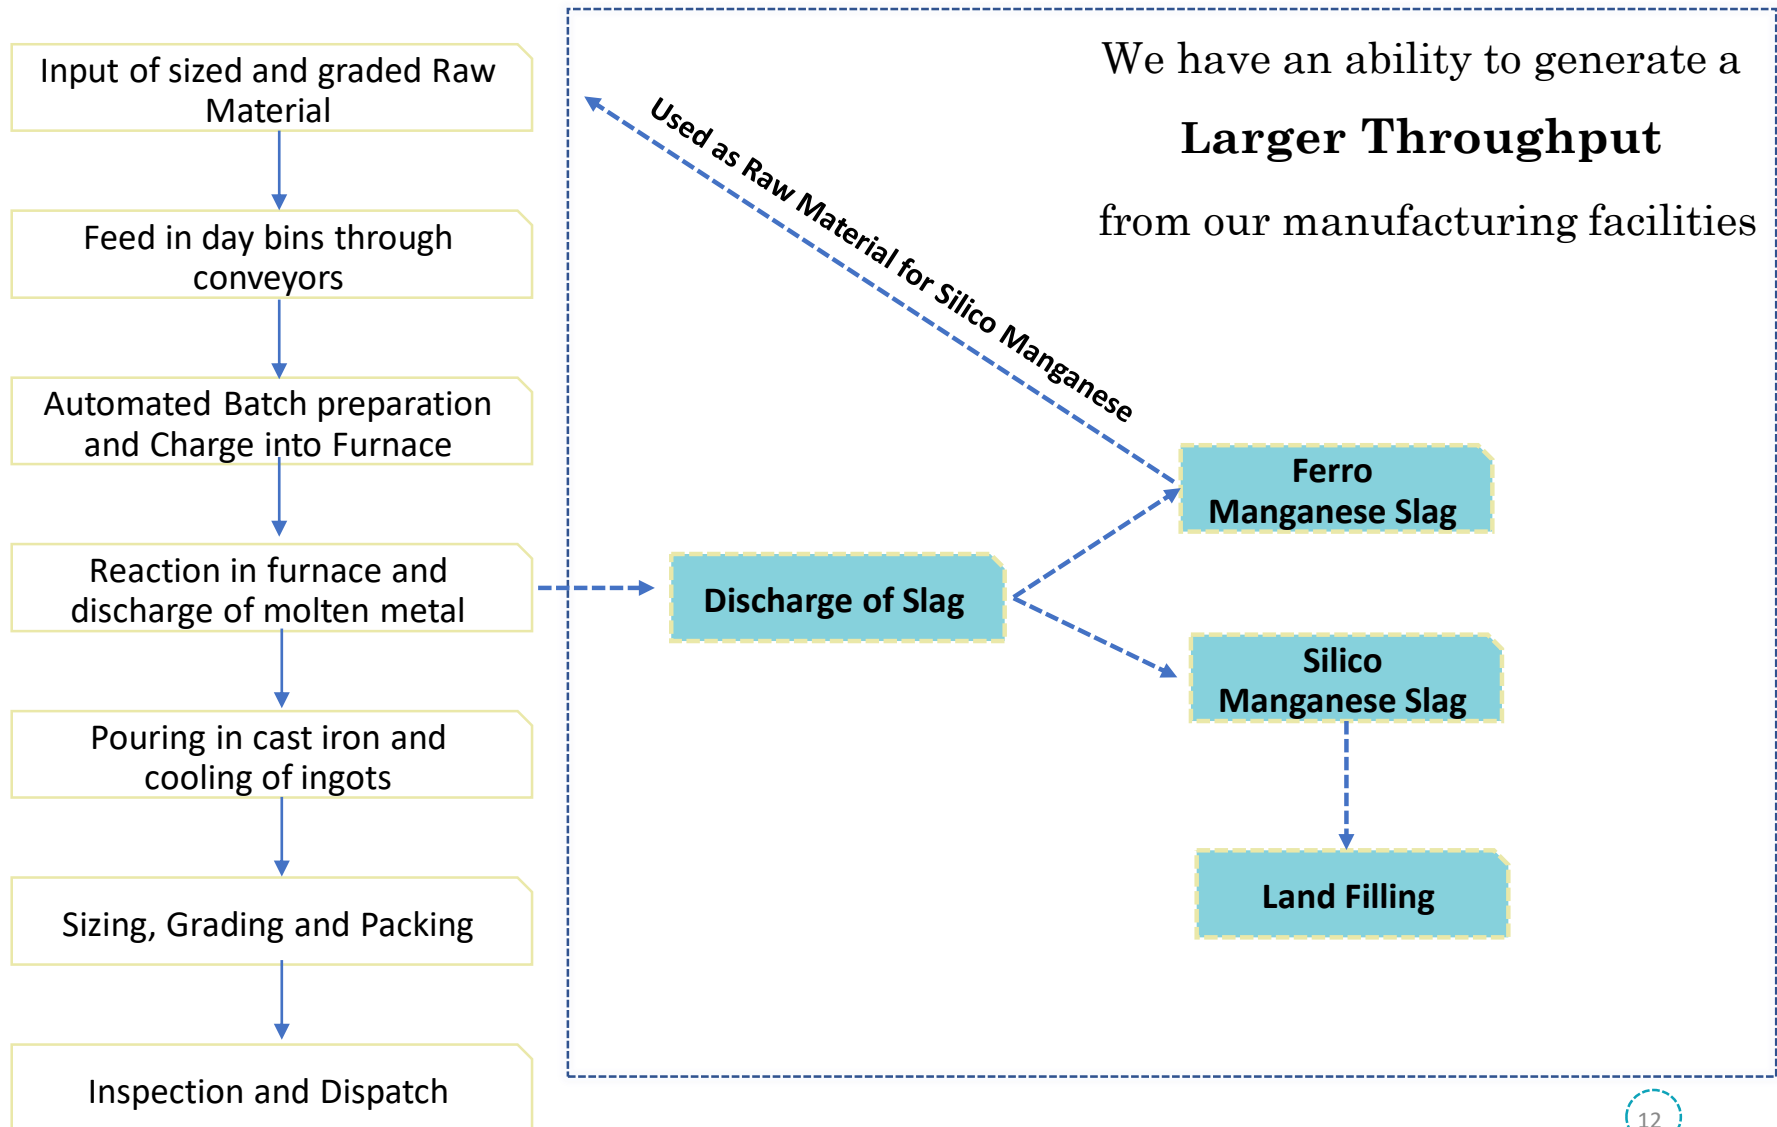 Input of sized and graded Raw
Material
Feed in day bins through
conveyors
Automated Batch preparation
and Charge into Furnace
Reaction in furnace and
discharge of molten metal
Pouring in cast iron and
cooling of ingots
Sizing, Grading and Packing
Inspection and Dispatch
We have an ability to generate a
Larger Throughput
from our manufacturing facilities
Used as Raw Material for Silico Manganese
Ferro
Manganese Slag
Discharge of Slag
Silico
Manganese Slag
Land Filling
12